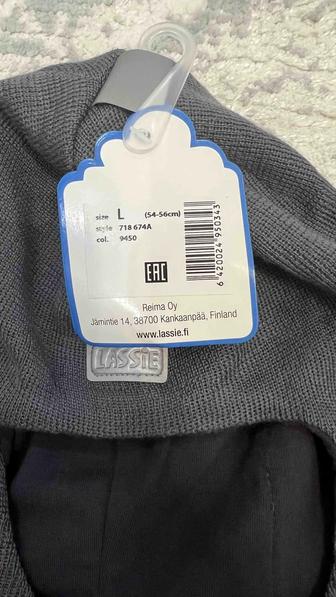 size L (54-56cm)
style 718 674A
col. 9450
6 420024 950343
EAC
Reima Oy
Jämintie 14, 38700 Kankaanpää, Finland
www.lassie.fi
LASSIE